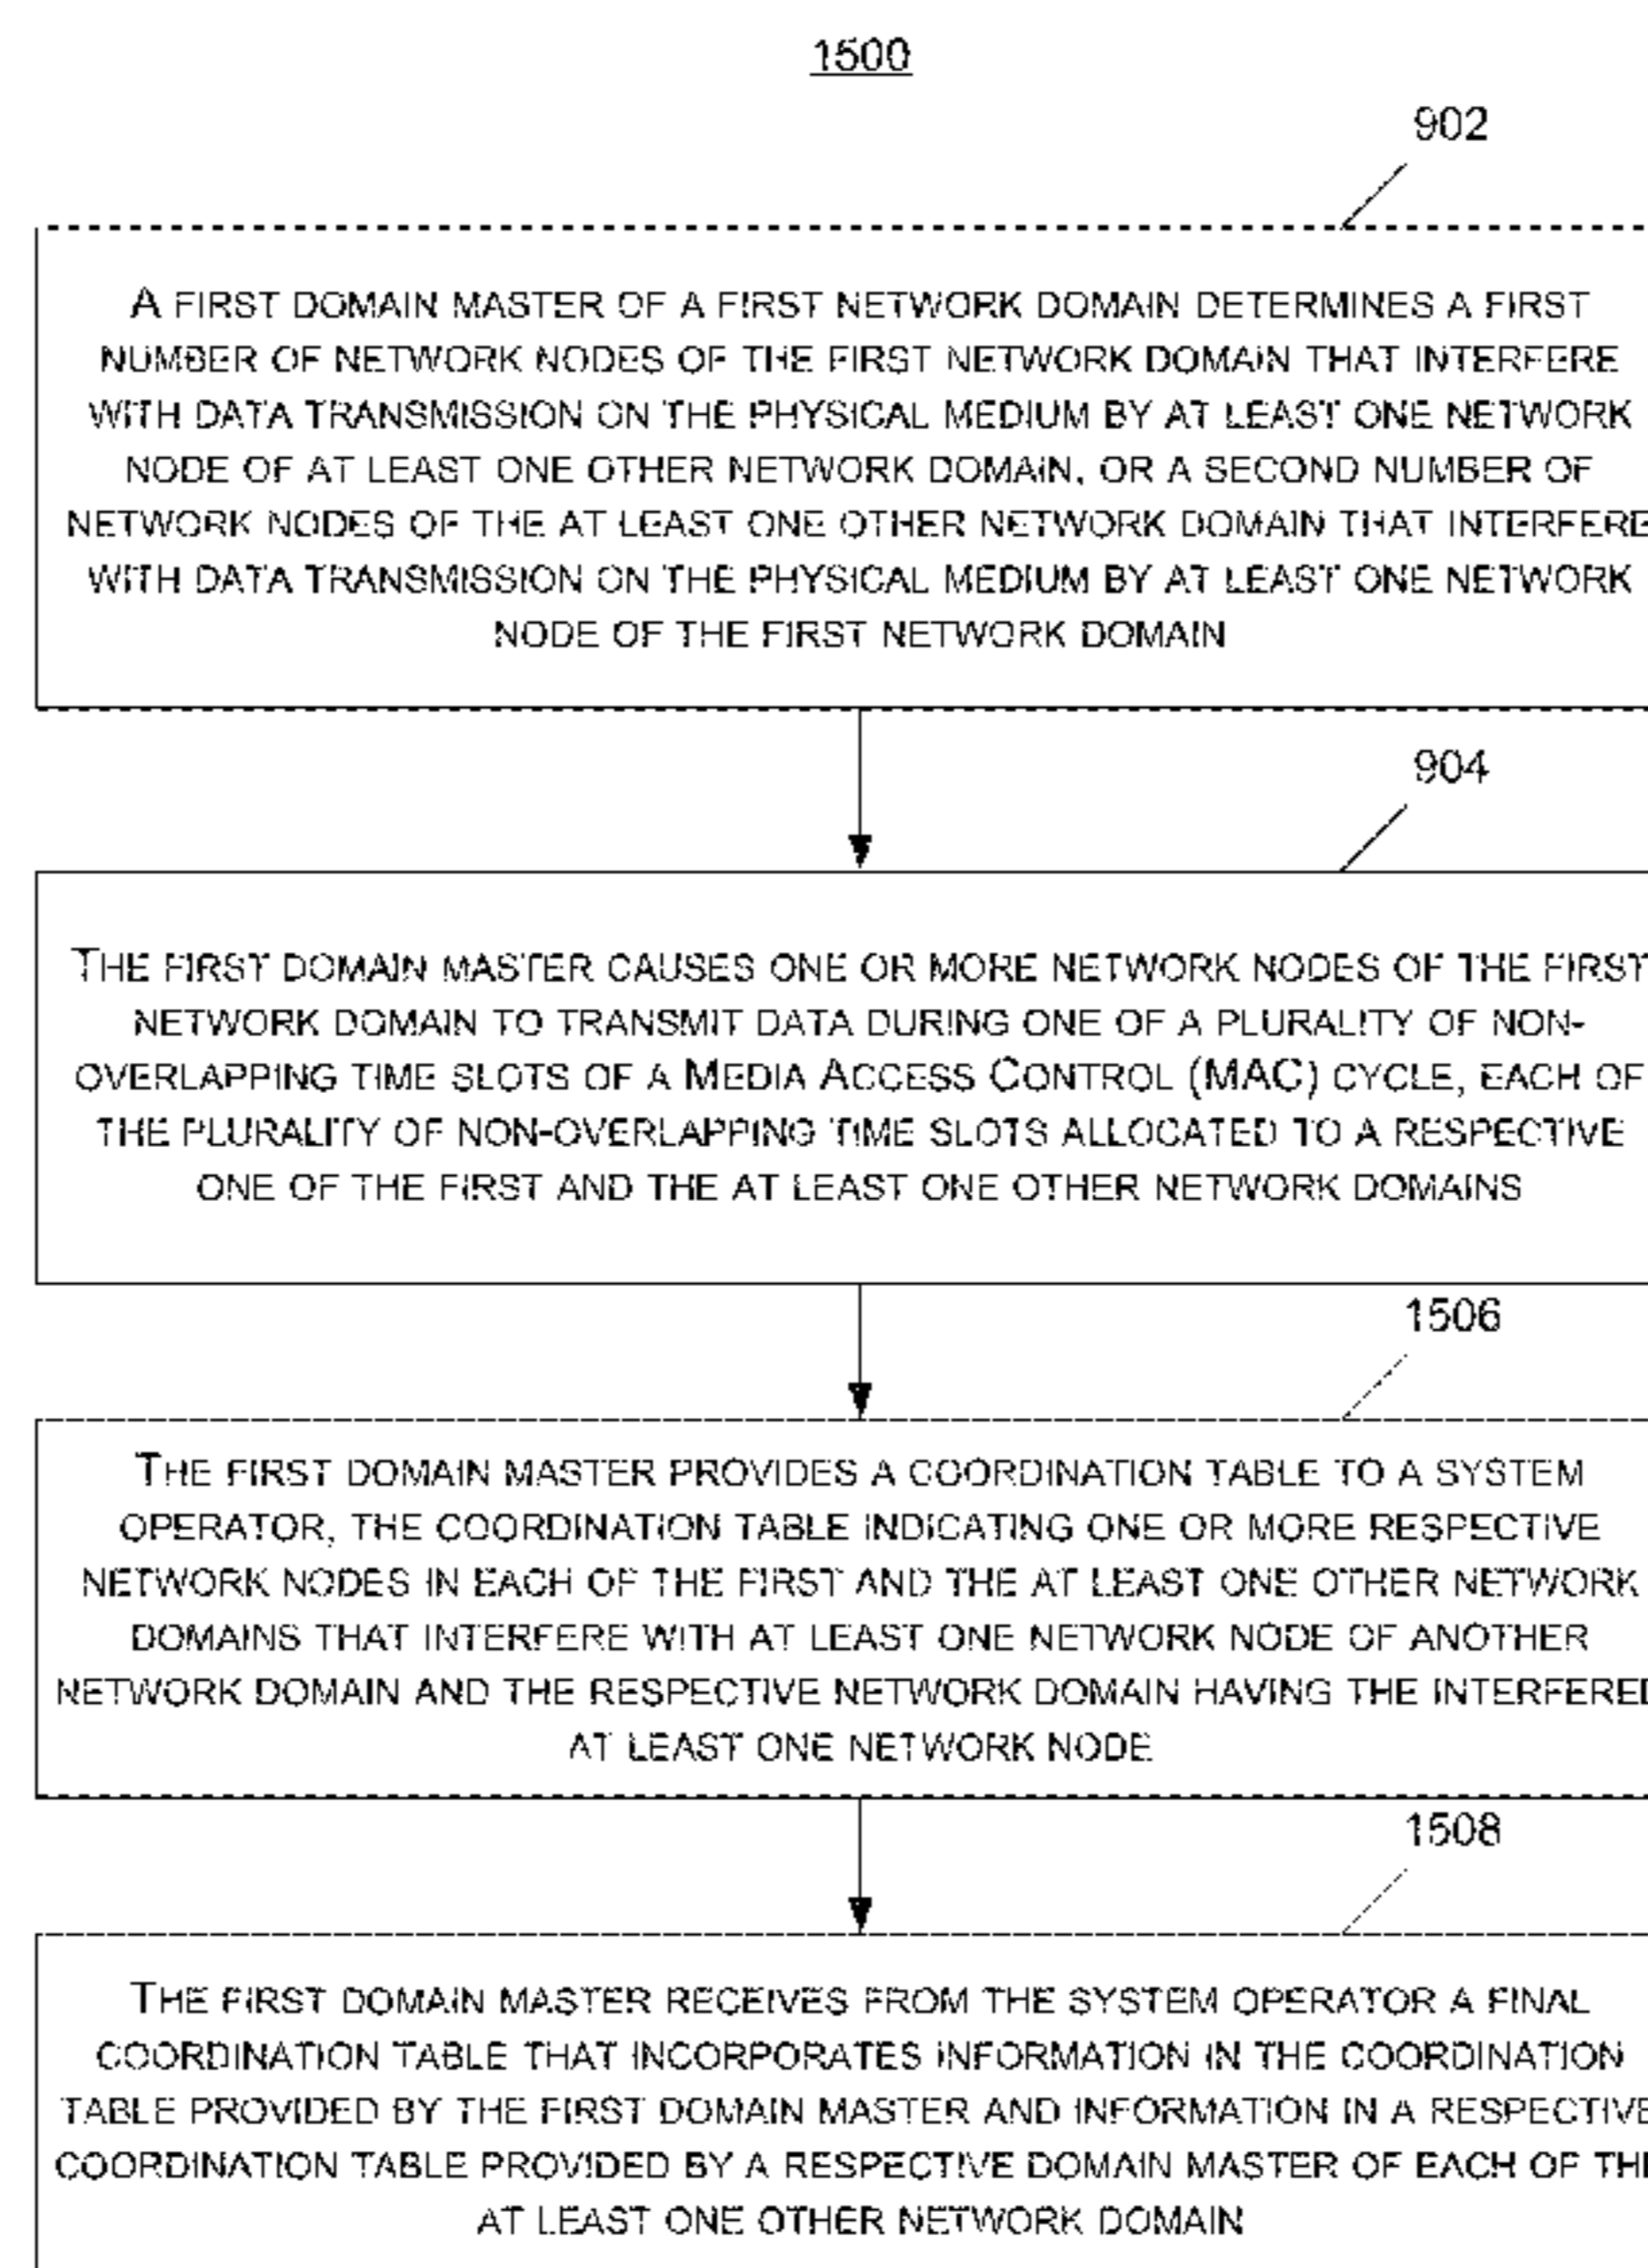 1500
902
A FIRST DOMAIN MASTER OF A FIRST NETWORK DOMAIN DETERMINES A FIRST
NUMBER OF NETWORK NODES OF THE FIRST NETWORK DOMAIN THAT INTERFERE
WITH DATA TRANSMISSION ON THE PHYSICAL MEDIUM BY AT LEAST ONE NETWORK
NODE OF AT LEAST ONE OTHER NETWORK DOMAIN, OR A SECOND NUMBER OF
NETWORK NODES OF THE AT LEAST ONE OTHER NETWORK DOMAIN THAT INTERFERE
WITH DATA TRANSMISSION ON THE PHYSICAL MEDIUM BY AT LEAST ONE NETWORK
NODE OF THE FIRST NETWORK DOMAIN
904
THE FIRST DOMAIN MASTER CAUSES ONE OR MORE NETWORK NODES OF THE FIRST
NETWORK DOMAIN TO TRANSMIT DATA DURING ONE OF A PLURALITY OF NON-
OVERLAPPING TIME SLOTS OF A MEDIA ACCESS CONTROL (MAC) CYCLE, EACH OF
THE PLURALITY OF NON-OVERLAPPING TIME SLOTS ALLOCATED TO A RESPECTIVE
ONE OF THE FIRST AND THE AT LEAST ONE OTHER NETWORK DOMAINS
1506
THE FIRST DOMAIN MASTER PROVIDES A COORDINATION TABLE TO A SYSTEM
OPERATOR, THE COORDINATION TABLE INDICATING ONE OR MORE RESPECTIVE
NETWORK NODES IN EACH OF THE FIRST AND THE AT LEAST ONE OTHER NETWORK
DOMAINS THAT INTERFERE WITH AT LEAST ONE NETWORK NODE OF ANOTHER
NETWORK DOMAIN AND THE RESPECTIVE NETWORK DOMAIN HAVING THE INTERFERED
AT LEAST ONE NETWORK NODE
1508
THE FIRST DOMAIN MASTER RECEIVES FROM THE SYSTEM OPERATOR A FINAL
COORDINATION TABLE THAT INCORPORATES INFORMATION IN THE COORDINATION
TABLE PROVIDED BY THE FIRST DOMAIN MASTER AND INFORMATION IN A RESPECTIVE
COORDINATION TABLE PROVIDED BY A RESPECTIVE DOMAIN MASTER OF EACH OF THE
AT LEAST ONE OTHER NETWORK DOMAIN